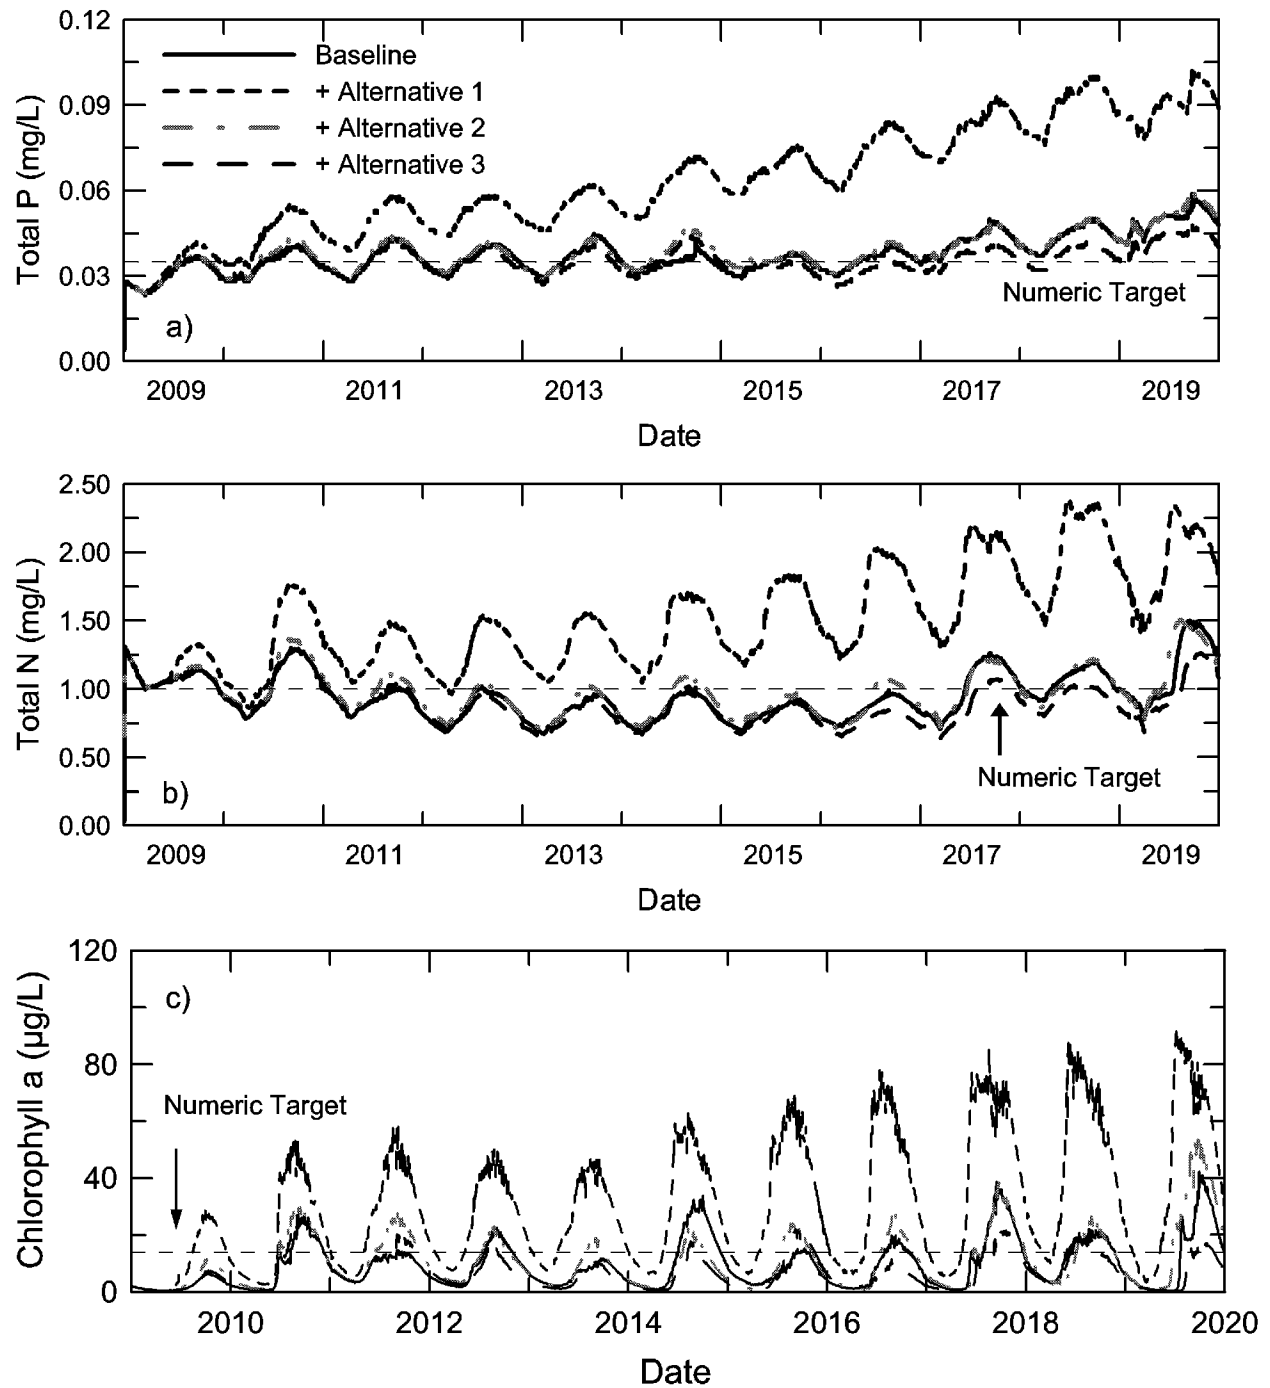 0.12
0.09
0.06
0.03
0.00
Total P (mg/L)
Baseline
+ Alternative 1
+ Alternative 2
+ Alternative 3
Numeric Target
a)
2009 2011 2013 2015 2017 2019
Date
2.50
2.00
1.50
1.00
0.50
0.00
Total N (mg/L)
Numeric Target
b)
2009 2011 2013 2015 2017 2019
Date
120
80
40
0
Chlorophyll a (µg/L)
c)
Numeric Target
2010 2012 2014 2016 2018 2020
Date